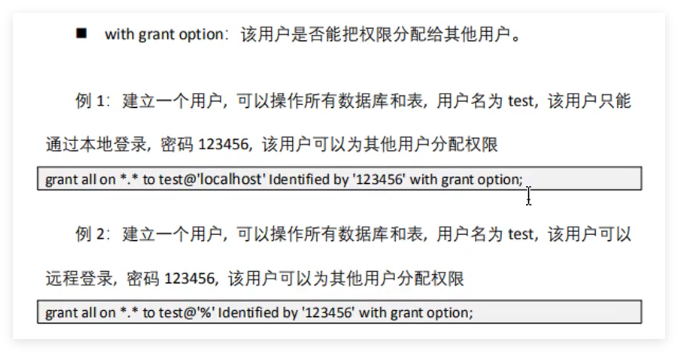 ■ with grant option：该用户是否能把权限分配给其他用户。
例 1：建立一个用户，可以操作所有数据库和表，用户名为 test，该用户只能
通过本地登录，密码 123456，该用户可以为其他用户分配权限
grant all on *.* to test@'localhost' Identified by '123456' with grant option;
例 2：建立一个用户，可以操作所有数据库和表，用户名为 test，该用户可以
远程登录，密码 123456，该用户可以为其他用户分配权限
grant all on *.* to test@'%' Identified by '123456' with grant option;